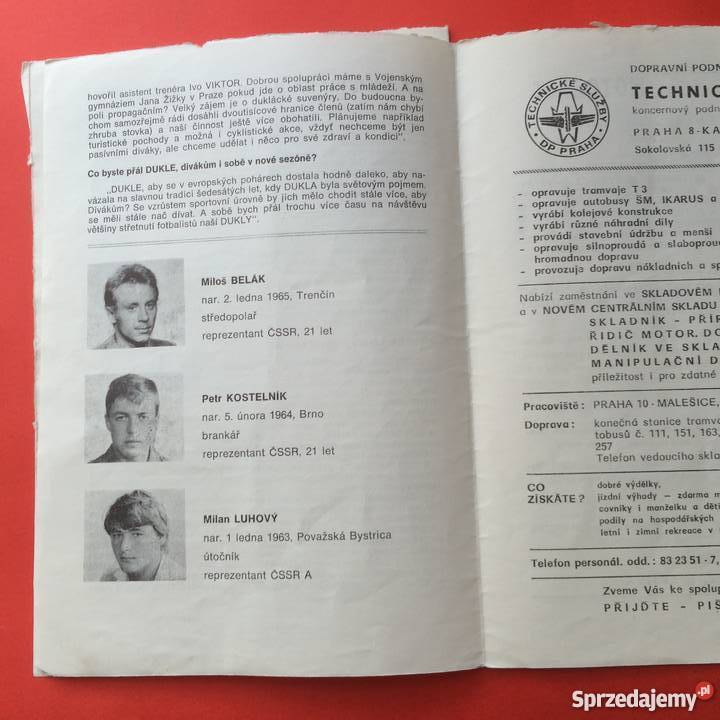 hovořil asistent trenéra Ivo VIKTOR. Dobrou spolupráci máme s Vojenským
gymnáziem Jana Žižky v Praze pokud jde o oblast práce s mládeží. A na
poli propagačním? Velký zájem je o duklácké suvenýry. Do budoucna by-
chom samozřejmě rádi dosáhli dvoutisícové hranice členů (zatím nám chybí
zhruba stovka) a naší činnost ještě více obohatili. Plánujeme například
turistické pochody a možná i cyklistické akce, vždyť nechceme být jen
pasívními diváky, ale chceme udělat i něco pro své zdraví a kondici".
Co byste přál DUKLE, divákům i sobě v nové sezóně?
„DUKLE, aby se v evropských pohárech dostala hodně daleko, aby na-
vázala na slavnou tradici šedesátých let, kdy DUKLA byla světovým pojmem.
Divákům? Se vzrůstem sportovní úrovně by jich mělo chodit stále více, aby
se měli stále nač dívat. A sobě bych přál trochu více času na návštěvu
většiny střetnutí fotbalistů naší DUKLY".
Miloš BELÁK
nar. 2. ledna 1965, Trenčín
středopolař
reprezentant ČSSR, 21 let
Petr KOSTELNÍK
nar. 5. února 1964, Brno
brankář
reprezentant ČSSR, 21 let
Milan LUHOVÝ
nar. 1 ledna 1963, Považská Bystrica
útočník
reprezentant ČSSR A
DOPRAVNÍ PODN
TECHNIC
koncernový podn
PRAHA 8-KA
Sokolovská 115
TECHNICKÉ SLUŽBY
DP PRAHA
- opravuje tramvaje T 3
- opravuje autobusy ŠM, IKARUS a
- vyrábí kolejové konstrukce
- vyrábí různé náhradní díly
- provádí stavební údržbu a menší
- opravuje silnoproudá a slaboprou
hromadnou dopravu
- provozuje dopravu nákladních a sp
Nabízí zaměstnání ve SKLADOVÉM
a v NOVÉM CENTRÁLNÍM SKLADU
SKLADNÍK - PŘÍ
ŘIDIČ MOTOR. DO
DĚLNÍK VE SKLA
MANIPULAČNÍ D
příležitost i pro zdatné
Pracoviště: PRAHA 10 - MALEŠICE,
Doprava: konečná stanice tramva
tobusů č. 111, 151, 163,
257
Telefon vedoucího skla
CO
ZÍSKÁTE?
dobré výdělky,
jízdní výhody — zdarma m
covníky i manželku a dět
podíly na hospodářských
letní i zimní rekreace v
Telefon personál. odd.: 83 23 51 - 7,
Zveme Vás ke spolup
PŘIJĎTE - PIŠ
Sprzedajemy.pl